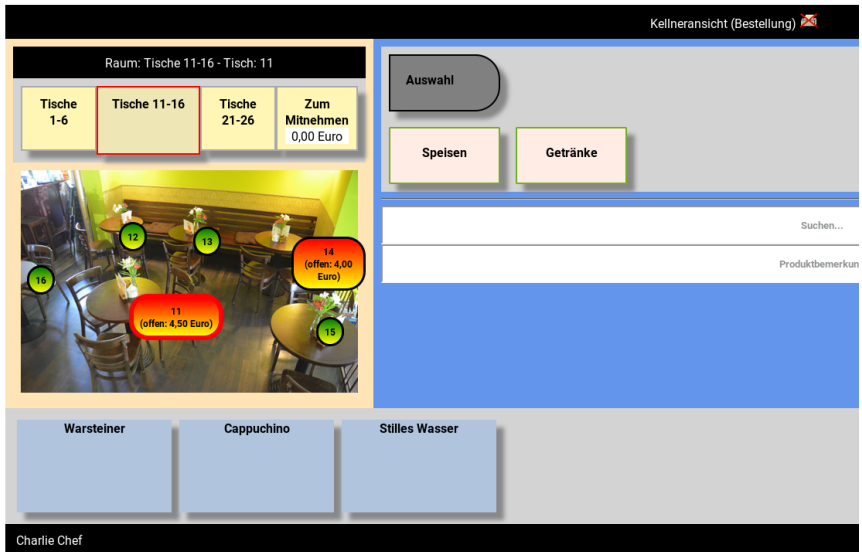 Kellneransicht (Bestellung)
Raum: Tische 11-16 - Tisch: 11
Tische
1-6
Tische 11-16
Tische
21-26
Zum
Mitnehmen
0,00 Euro
12
13
14
(offen: 4,00
Euro)
16
11
(offen: 4,50 Euro)
15
Auswahl
Speisen
Getränke
Suchen...
Produktbemerkun
Warsteiner
Cappuchino
Stilles Wasser
Charlie Chef